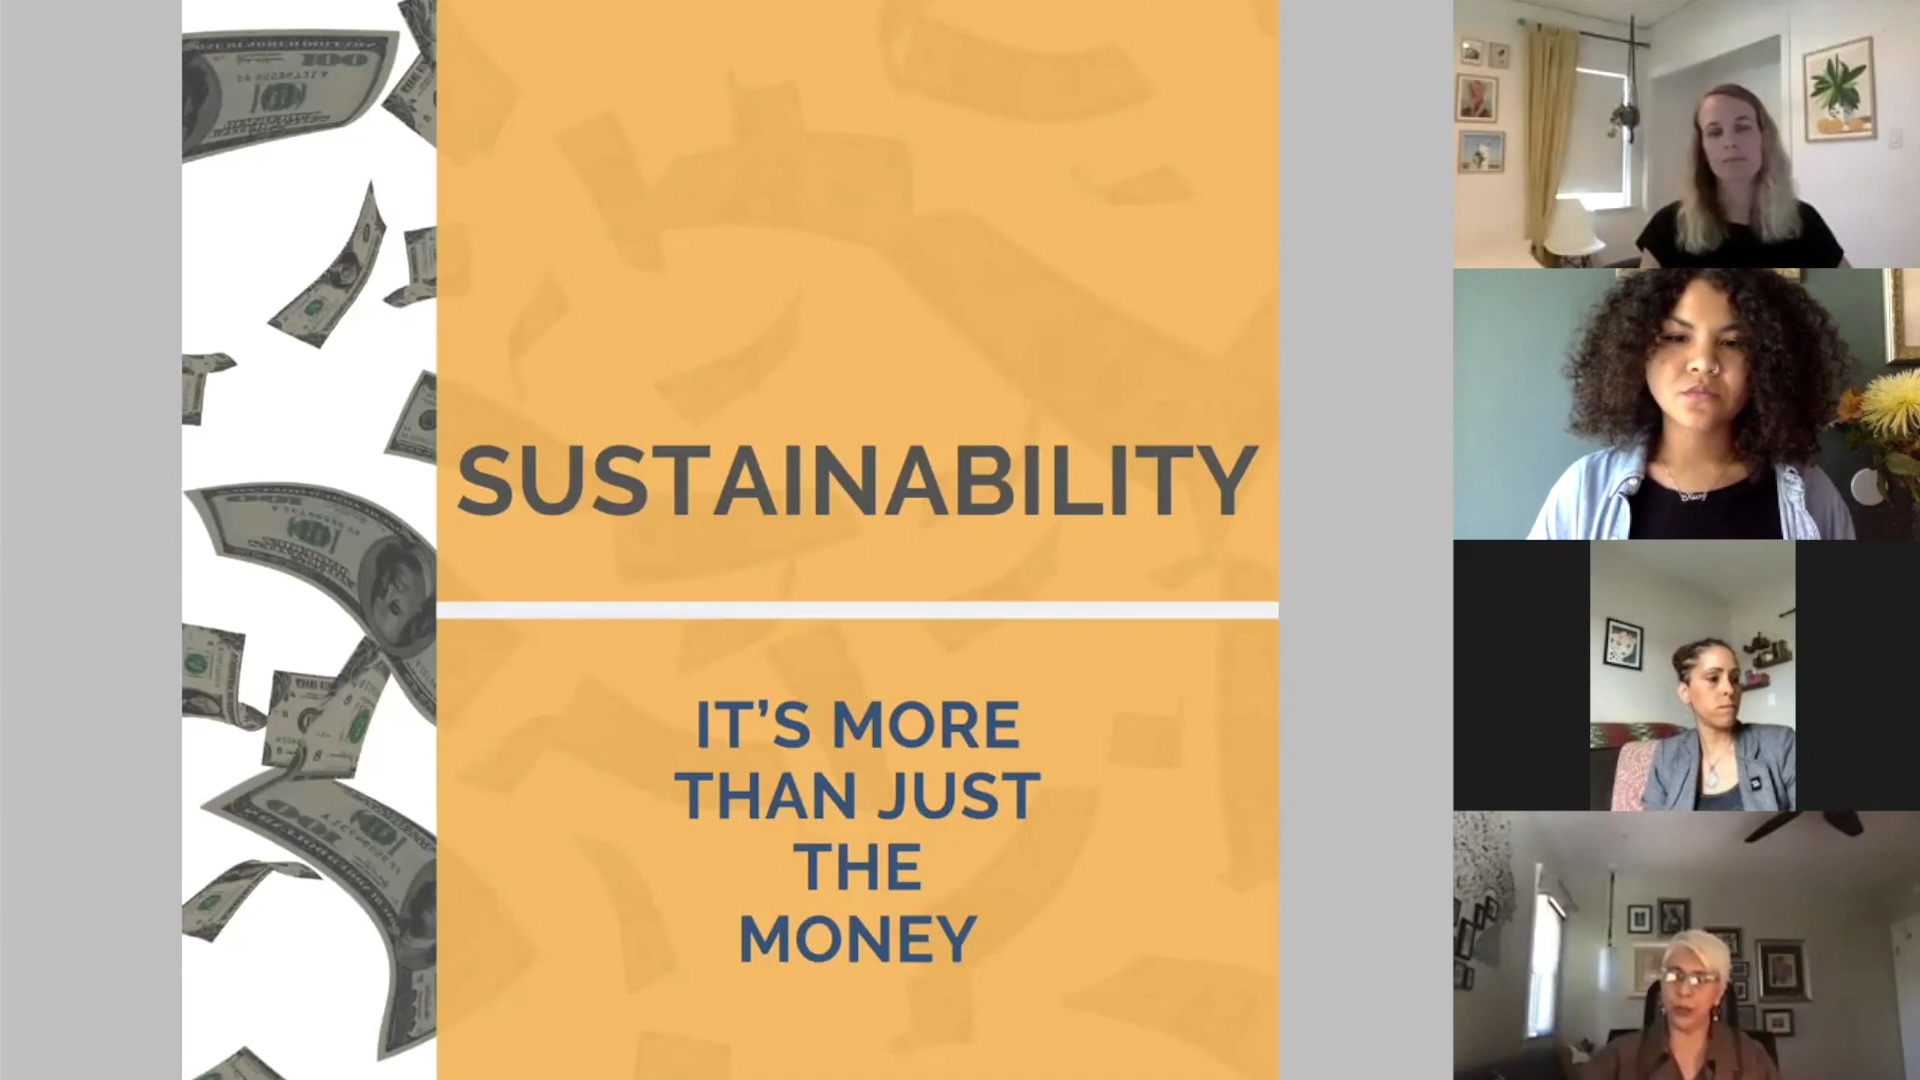 SUSTAINABILITY
IT'S MORE
THAN JUST
THE
MONEY